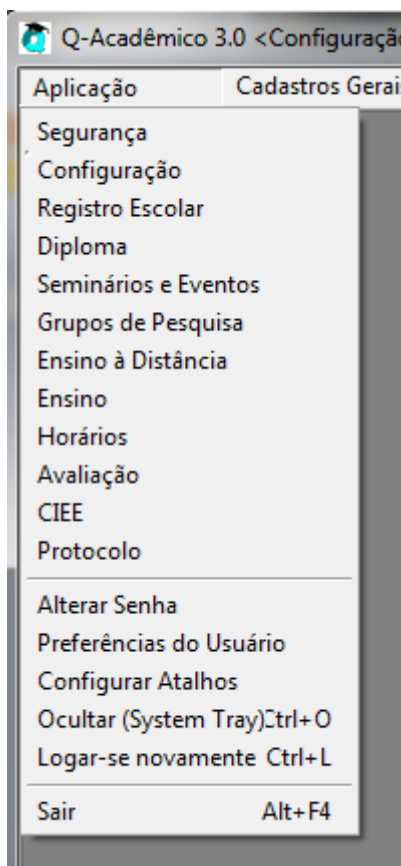 Q-Acadêmico 3.0 <Configuração
Aplicação Cadastros Gerais
Segurança
Configuração
Registro Escolar
Diploma
Seminários e Eventos
Grupos de Pesquisa
Ensino à Distância
Ensino
Horários
Avaliação
CIEE
Protocolo
Alterar Senha
Preferências do Usuário
Configurar Atalhos
Ocultar (System Tray)Ctrl+O
Logar-se novamente Ctrl+L
Sair Alt+F4